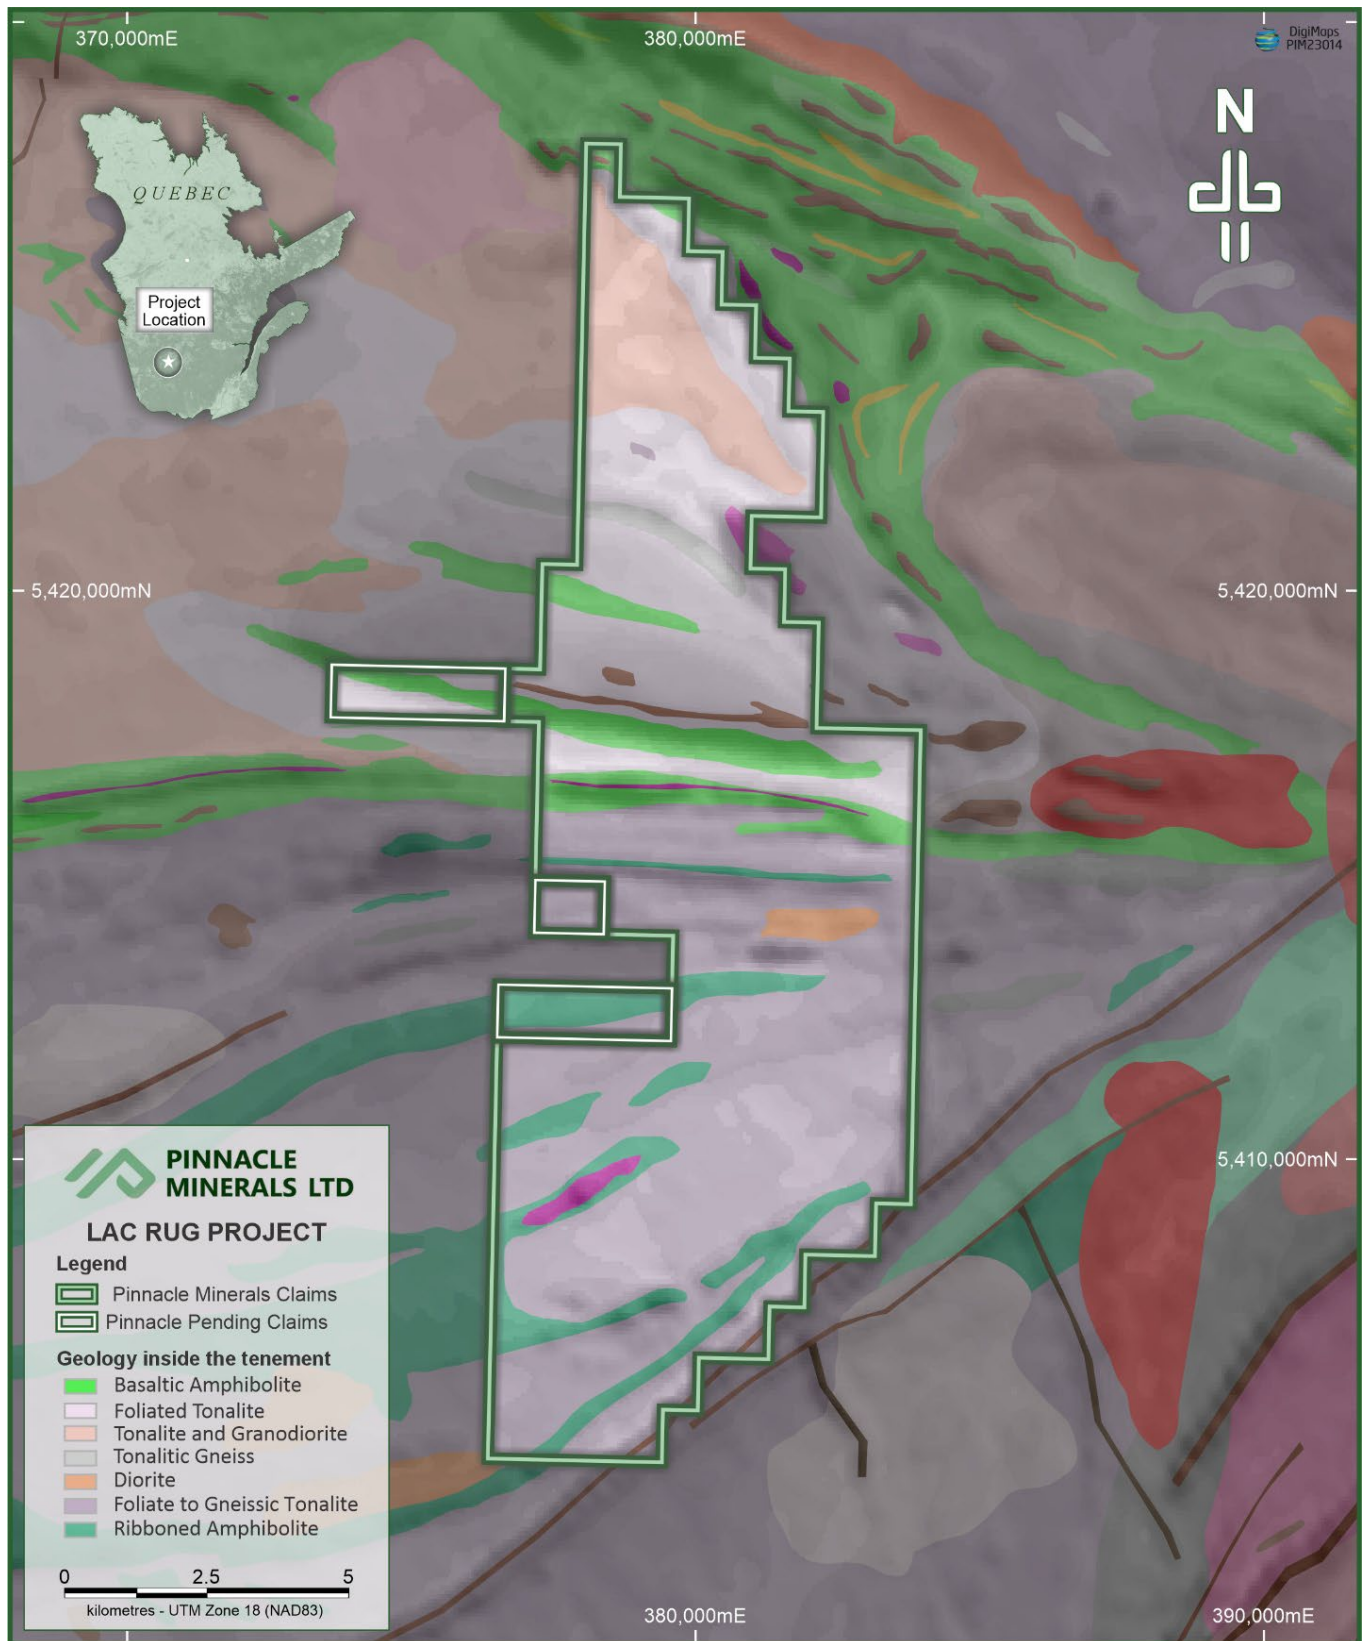 370,000mE
380,000mE
DigiMaps
PIM23014
N
QUEBEC
Project
Location
5,420,000mN
5,420,000mN
5,410,000mN
PINNACLE
MINERALS LTD
LAC RUG PROJECT
Legend
Pinnacle Minerals Claims
Pinnacle Pending Claims
Geology inside the tenement
Basaltic Amphibolite
Foliated Tonalite
Tonalite and Granodiorite
Tonalitic Gneiss
Diorite
Foliate to Gneissic Tonalite
Ribboned Amphibolite
0 2.5 5
kilometres - UTM Zone 18 (NAD83)
380,000mE
390,000mE